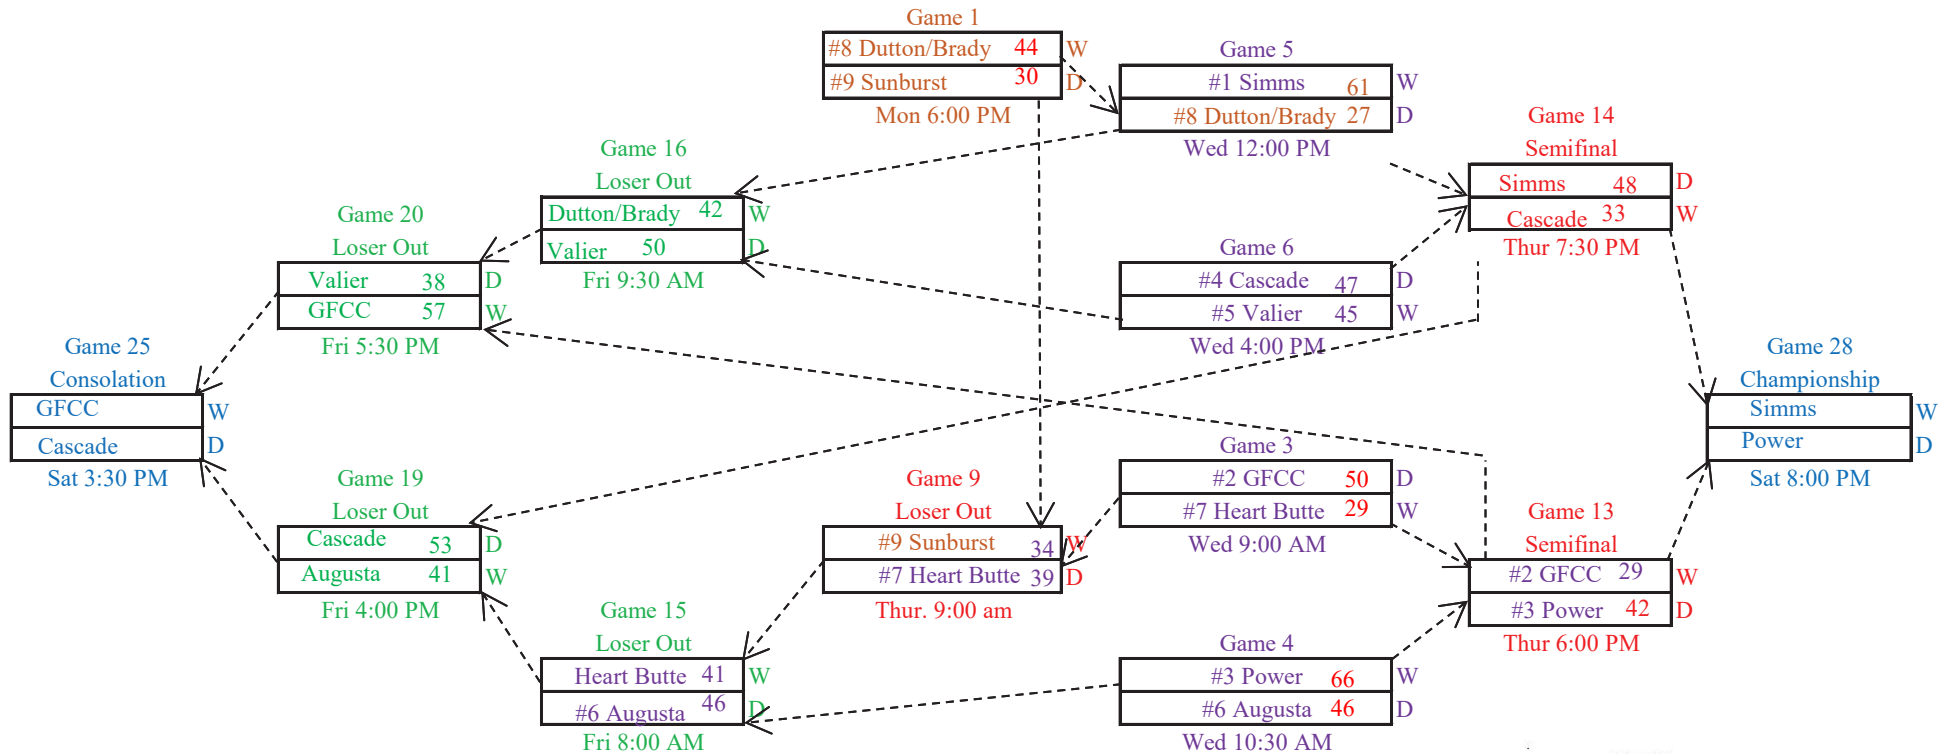 Game 1
#8 Dutton/Brady 44 W
#9 Sunburst 30 D
Mon 6:00 PM
Game 5
#1 Simms 61 W
#8 Dutton/Brady 27 D
Wed 12:00 PM
Game 14
Semifinal
Simms 48 D
Cascade 33 W
Thur 7:30 PM
Game 16
Loser Out
Dutton/Brady 42 W
Valier 50 D
Fri 9:30 AM
Game 20
Loser Out
Valier 38 D
GFCC 57 W
Fri 5:30 PM
Game 6
#4 Cascade 47 D
#5 Valier 45 W
Wed 4:00 PM
Game 25
Consolation
GFCC W
Cascade D
Sat 3:30 PM
Game 28
Championship
Simms W
Power D
Sat 8:00 PM
Game 3
#2 GFCC 50 D
#7 Heart Butte 29 W
Wed 9:00 AM
Game 19
Loser Out
Cascade 53 D
Augusta 41 W
Fri 4:00 PM
Game 9
Loser Out
#9 Sunburst 34 W
#7 Heart Butte 39 D
Thur. 9:00 am
Game 13
Semifinal
#2 GFCC 29 W
#3 Power 42 D
Thur 6:00 PM
Game 15
Loser Out
Heart Butte 41 W
#6 Augusta 46 D
Fri 8:00 AM
Game 4
#3 Power 66 W
#6 Augusta 46 D
Wed 10:30 AM